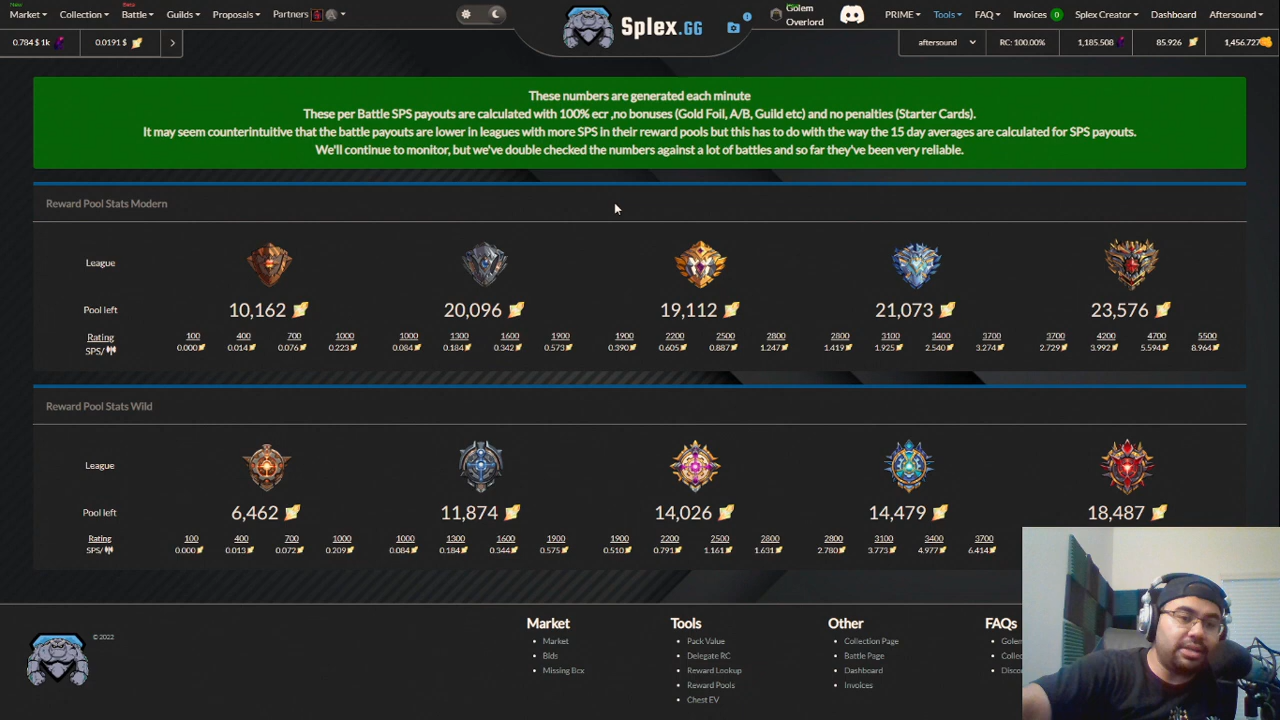 New Beta
Market Collection Battle Guilds Proposals Partners Splex.GG 1 Golem Overlord PRIME Tools FAQ Invoices 0 Splex Creator Dashboard Aftersound
0.784 $ 1k 0.0191 $ aftersound RC: 100.00% 1,185.508 85.926 1,456.727
These numbers are generated each minute
These per Battle SPS payouts are calculated with 100% ecr ,no bonuses (Gold Foil, A/B, Guild etc) and no penalties (Starter Cards).
It may seem counterintuitive that the battle payouts are lower in leagues with more SPS in their reward pools but this has to do with the way the 15 day averages are calculated for SPS payouts.
We'll continue to monitor, but we've double checked the numbers against a lot of battles and so far they've been very reliable.
Reward Pool Stats Modern
League
Pool left 10,162 20,096 19,112 21,073 23,576
Rating 100 400 700 1000 1000 1300 1600 1900 1900 2200 2500 2800 2800 3100 3400 3700 3700 4200 4700 5500
SPS/ 0.000 0.014 0.076 0.223 0.084 0.184 0.342 0.573 0.390 0.605 0.887 1.247 1.419 1.925 2.540 3.274 2.729 3.992 5.594 8.964
Reward Pool Stats Wild
League
Pool left 6,462 11,874 14,026 14,479 18,487
Rating 100 400 700 1000 1000 1300 1600 1900 1900 2200 2500 2800 2800 3100 3400 3700
SPS/ 0.000 0.013 0.072 0.209 0.084 0.184 0.344 0.575 0.510 0.791 1.161 1.631 2.780 3.773 4.977 6.414
© 2022
Market Tools Other FAQs
Market Pack Value Collection Page
Bids Delegate RC Battle Page
Missing Bcx Reward Lookup Dashboard
Reward Pools Invoices
Chest EV